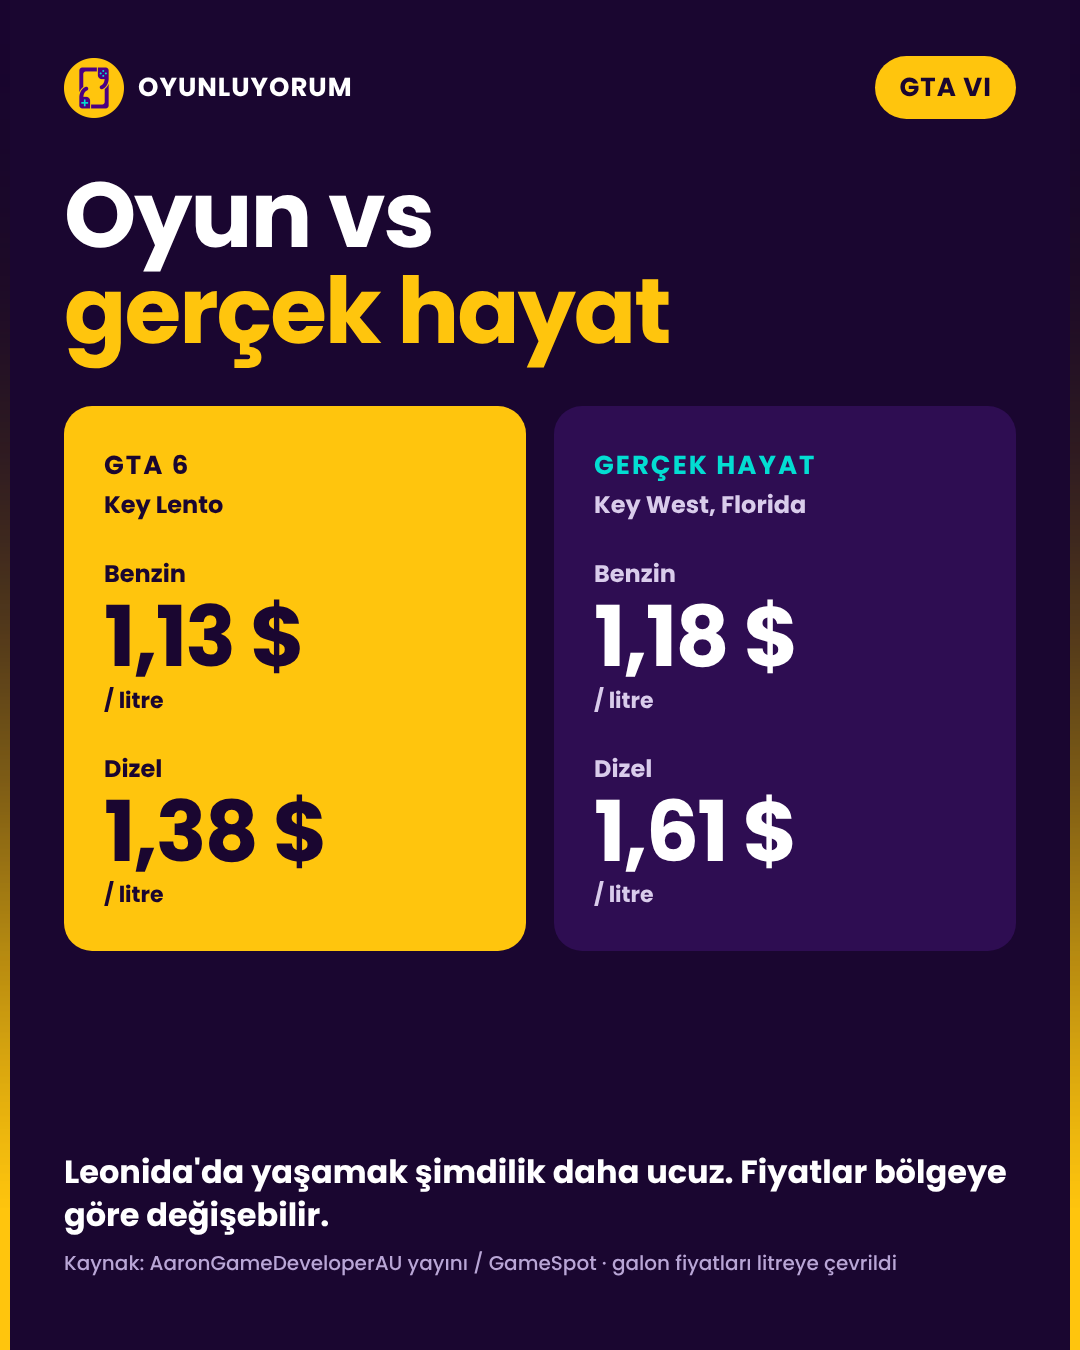 OYUNLUYORUM
GTA VI
Oyun vs
gerçek hayat
GTA 6
Key Lento
Benzin
1,13 $
/ litre
Dizel
1,38 $
/ litre
GERÇEK HAYAT
Key West, Florida
Benzin
1,18 $
/ litre
Dizel
1,61 $
/ litre
Leonida'da yaşamak şimdilik daha ucuz. Fiyatlar bölgeye
göre değişebilir.
Kaynak: AaronGameDeveloperAU yayını / GameSpot · galon fiyatları litreye çevrildi